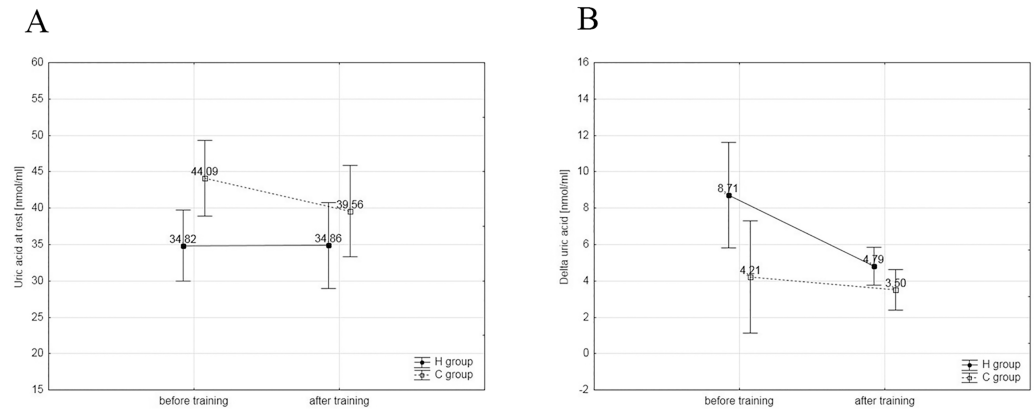 A
Uric acid at rest [nmol/ml]
60
55
50
45
40
35
30
25
20
15
44,09
39,56
34,82
34,86
H group
C group
before training
after training
B
Delta uric acid [nmol/ml]
16
14
12
10
8
6
4
2
0
-2
8,71
4,79
4,21
3,50
H group
C group
before training
after training